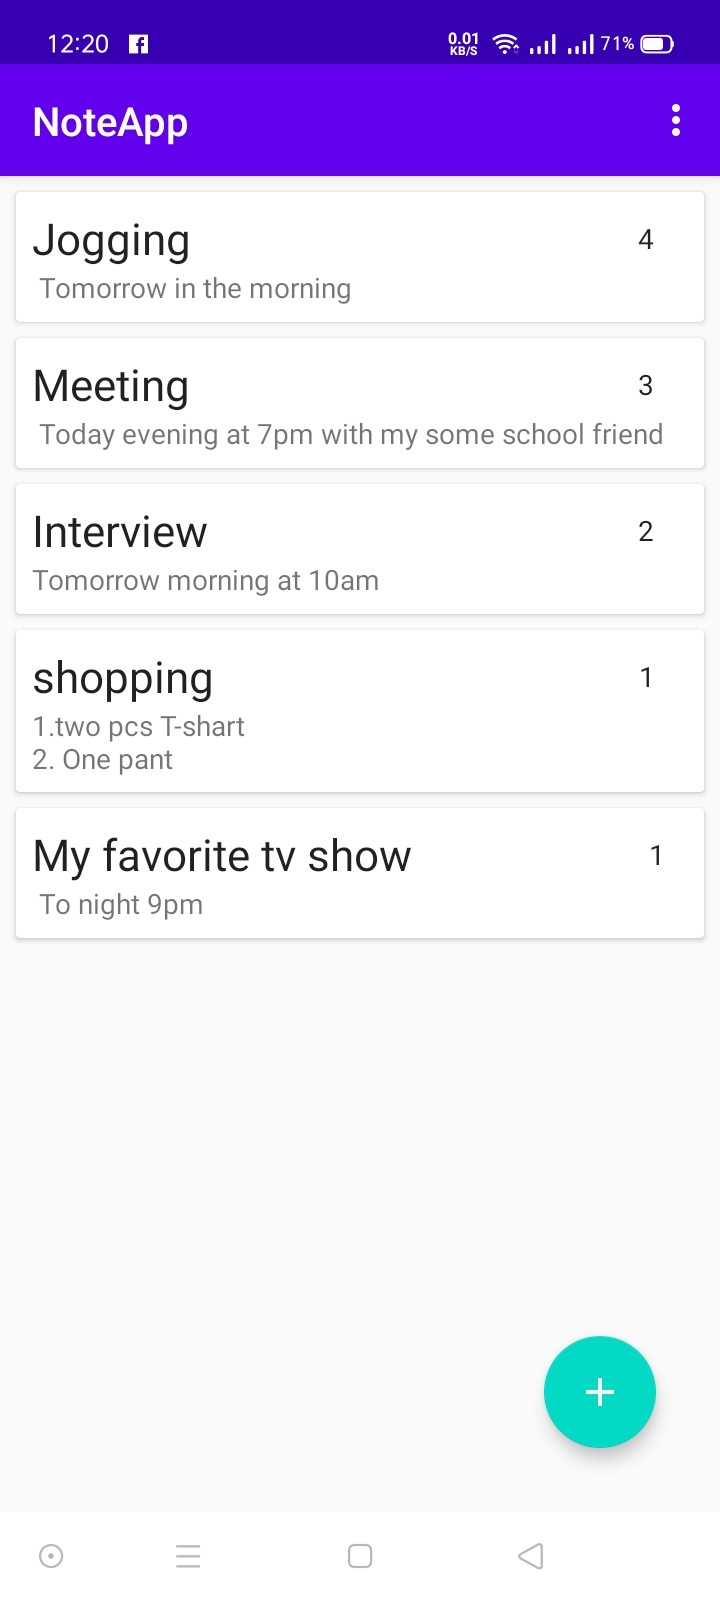 12:20
0.01
KB/S
71%
NoteApp
Jogging 4
Tomorrow in the morning
Meeting 3
Today evening at 7pm with my some school friend
Interview 2
Tomorrow morning at 10am
shopping 1
1.two pcs T-shart
2. One pant
My favorite tv show 1
To night 9pm